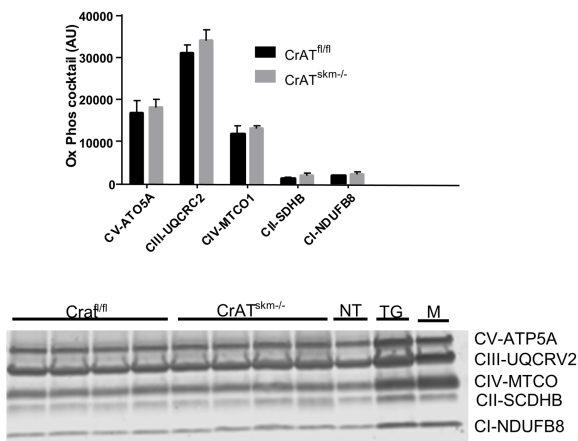 Ox Phos cocktail (AU)
40000
30000
20000
10000
0
CrAT^fl/fl
CrAT^skm-/-
CV-ATO5A
CIII-UQCRC2
CIV-MTCO1
CII-SDHB
CI-NDUFB8
Crat^fl/fl CrAT^skm-/- NT TG M
CV-ATP5A
CIII-UQCRV2
CIV-MTCO
CII-SCDHB
CI-NDUFB8